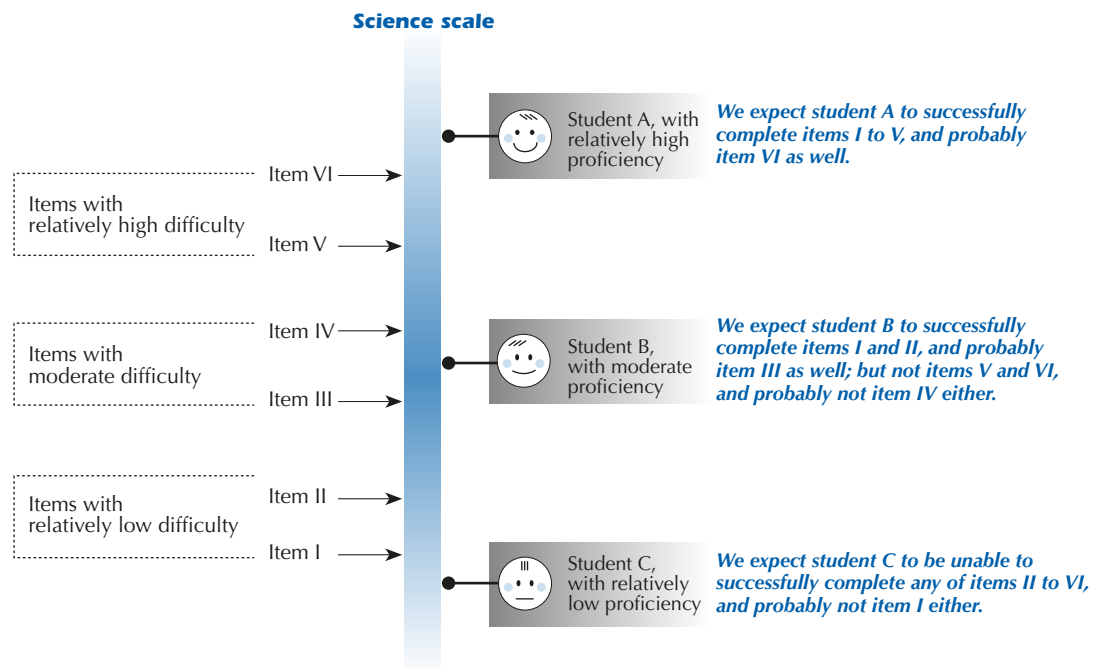 Science scale
Student A, with
relatively high
proficiency
We expect student A to successfully
complete items I to V, and probably
item VI as well.
Item VI
Items with
relatively high difficulty
Item V
Item IV
Items with
moderate difficulty
Item III
Student B,
with moderate
proficiency
We expect student B to successfully
complete items I and II, and probably
item III as well; but not items V and VI,
and probably not item IV either.
Item II
Items with
relatively low difficulty
Item I
Student C,
with relatively
low proficiency
We expect student C to be unable to
successfully complete any of items II to VI,
and probably not item I either.